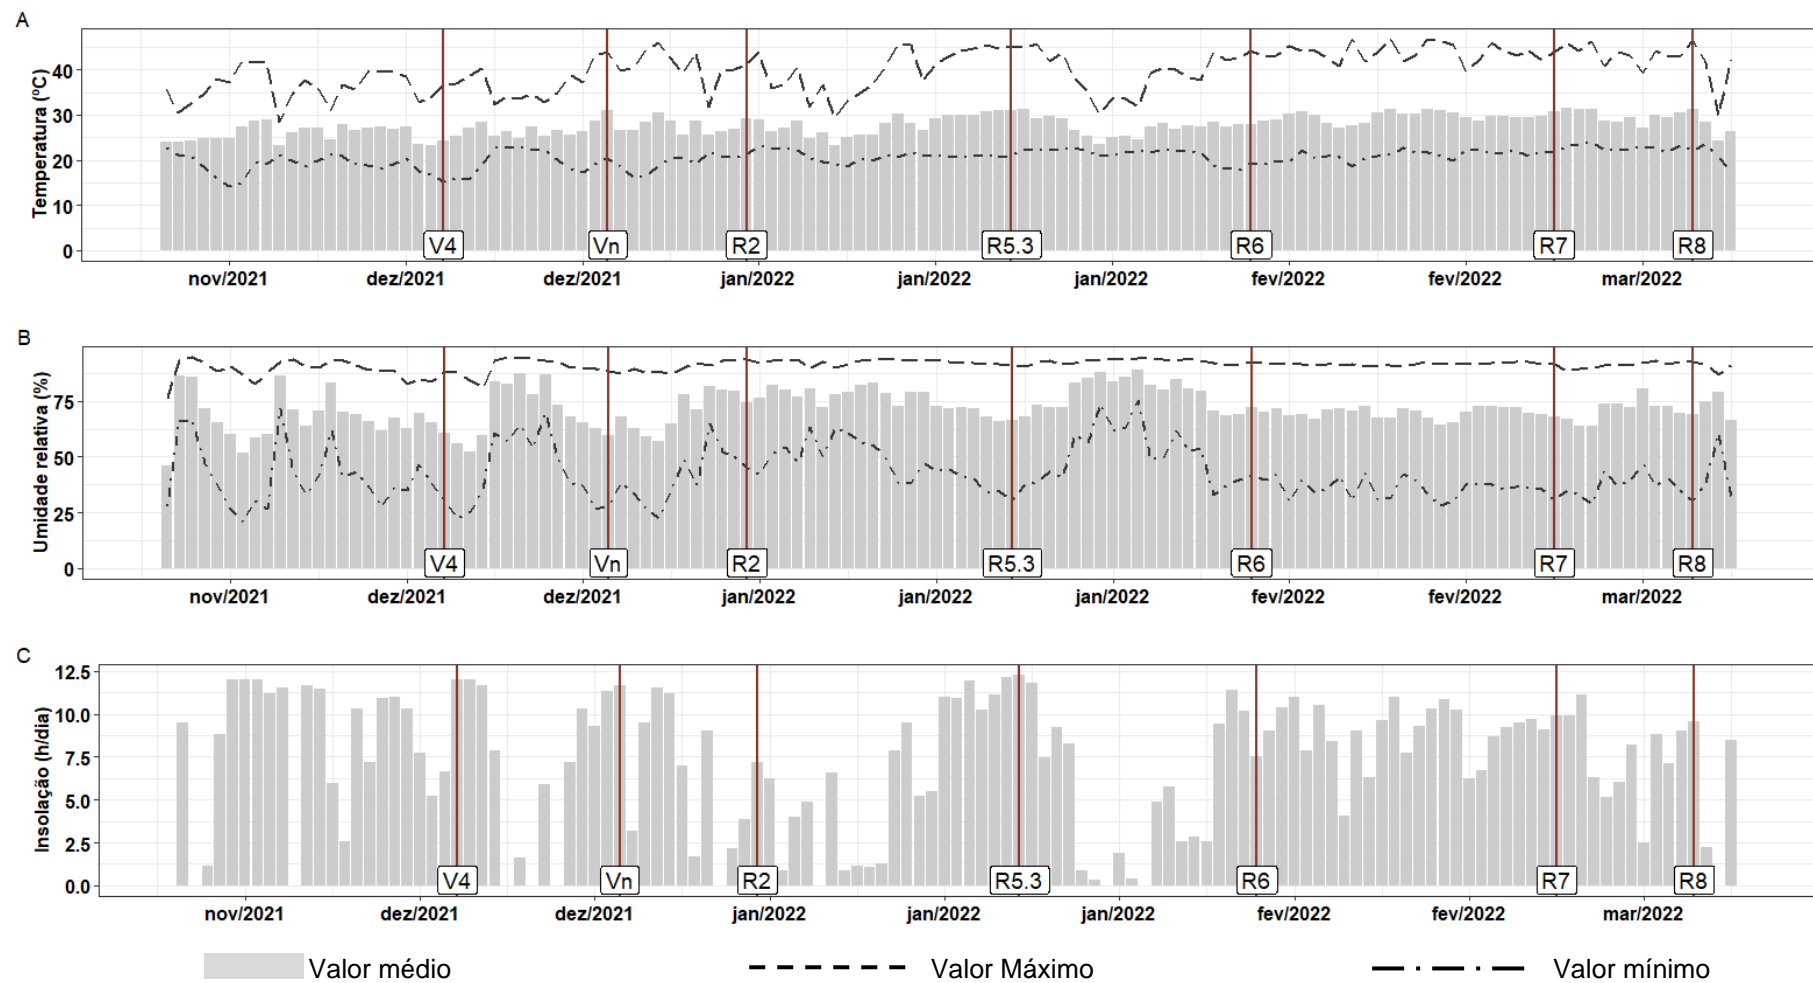 A
Temperatura (ºC)
40
30
20
10
0
V4 Vn R2 R5.3 R6 R7 R8
nov/2021 dez/2021 dez/2021 jan/2022 jan/2022 jan/2022 fev/2022 fev/2022 mar/2022
B
Umidade relativa (%)
75
50
25
0
V4 Vn R2 R5.3 R6 R7 R8
nov/2021 dez/2021 dez/2021 jan/2022 jan/2022 jan/2022 fev/2022 fev/2022 mar/2022
C
Insolação (h/dia)
12.5
10.0
7.5
5.0
2.5
0.0
V4 Vn R2 R5.3 R6 R7 R8
nov/2021 dez/2021 dez/2021 jan/2022 jan/2022 jan/2022 fev/2022 fev/2022 mar/2022
Valor médio Valor Máximo Valor mínimo